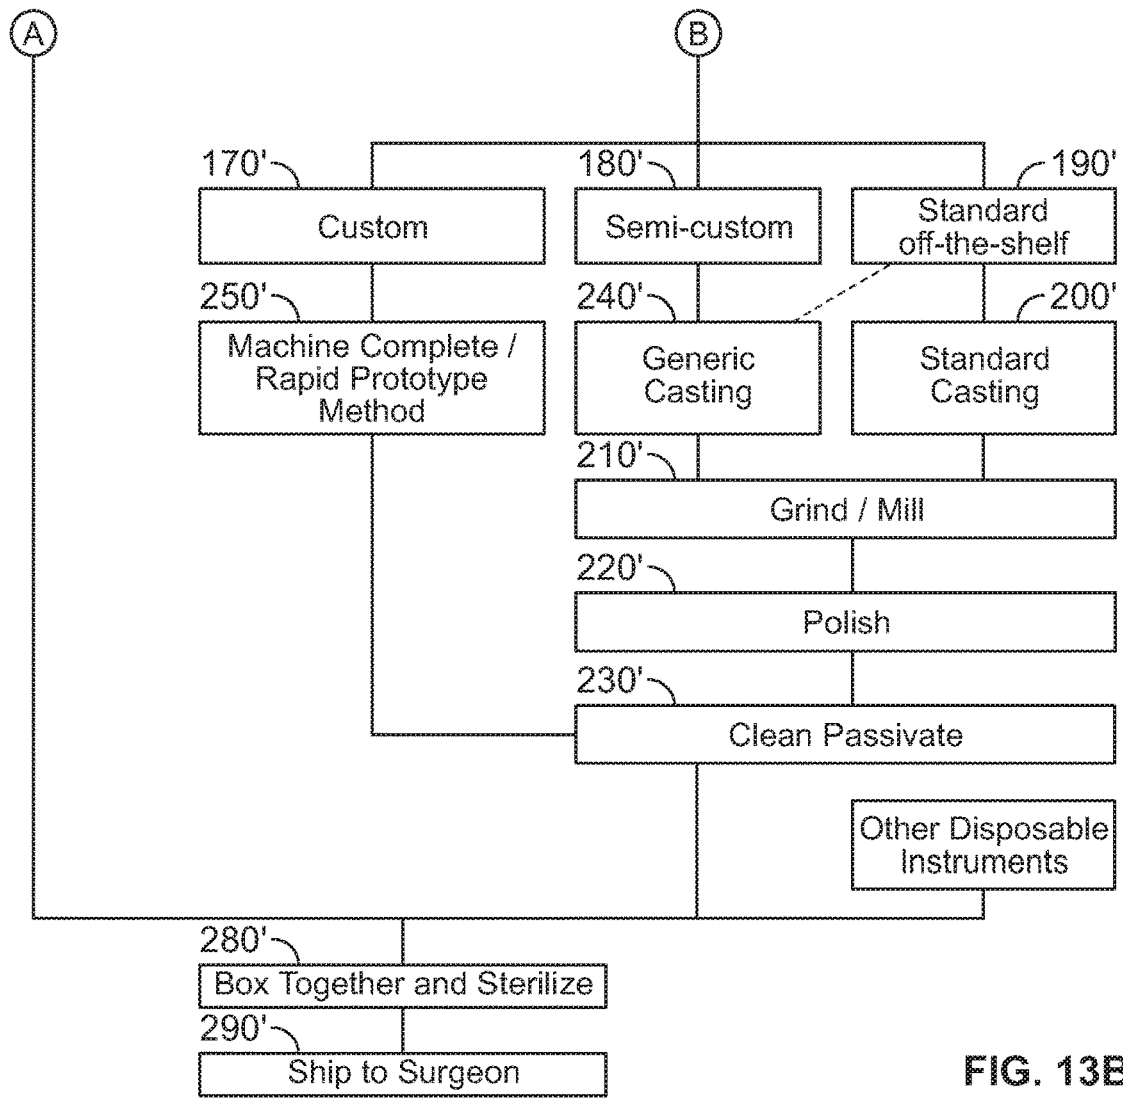 A
B
170'
180'
190'
Custom
Semi-custom
Standard
off-the-shelf
250'
240'
200'
Machine Complete /
Rapid Prototype
Method
Generic
Casting
Standard
Casting
210'
Grind / Mill
220'
Polish
230'
Clean Passivate
Other Disposable
Instruments
280'
Box Together and Sterilize
290'
Ship to Surgeon
FIG. 13B